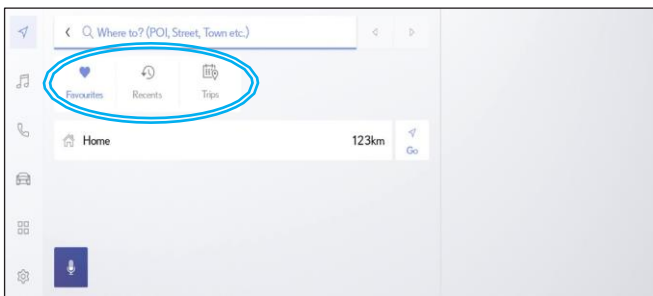 Where to? (POI, Street, Town etc.)
Favourites Recents Trips
Home 123km
Go